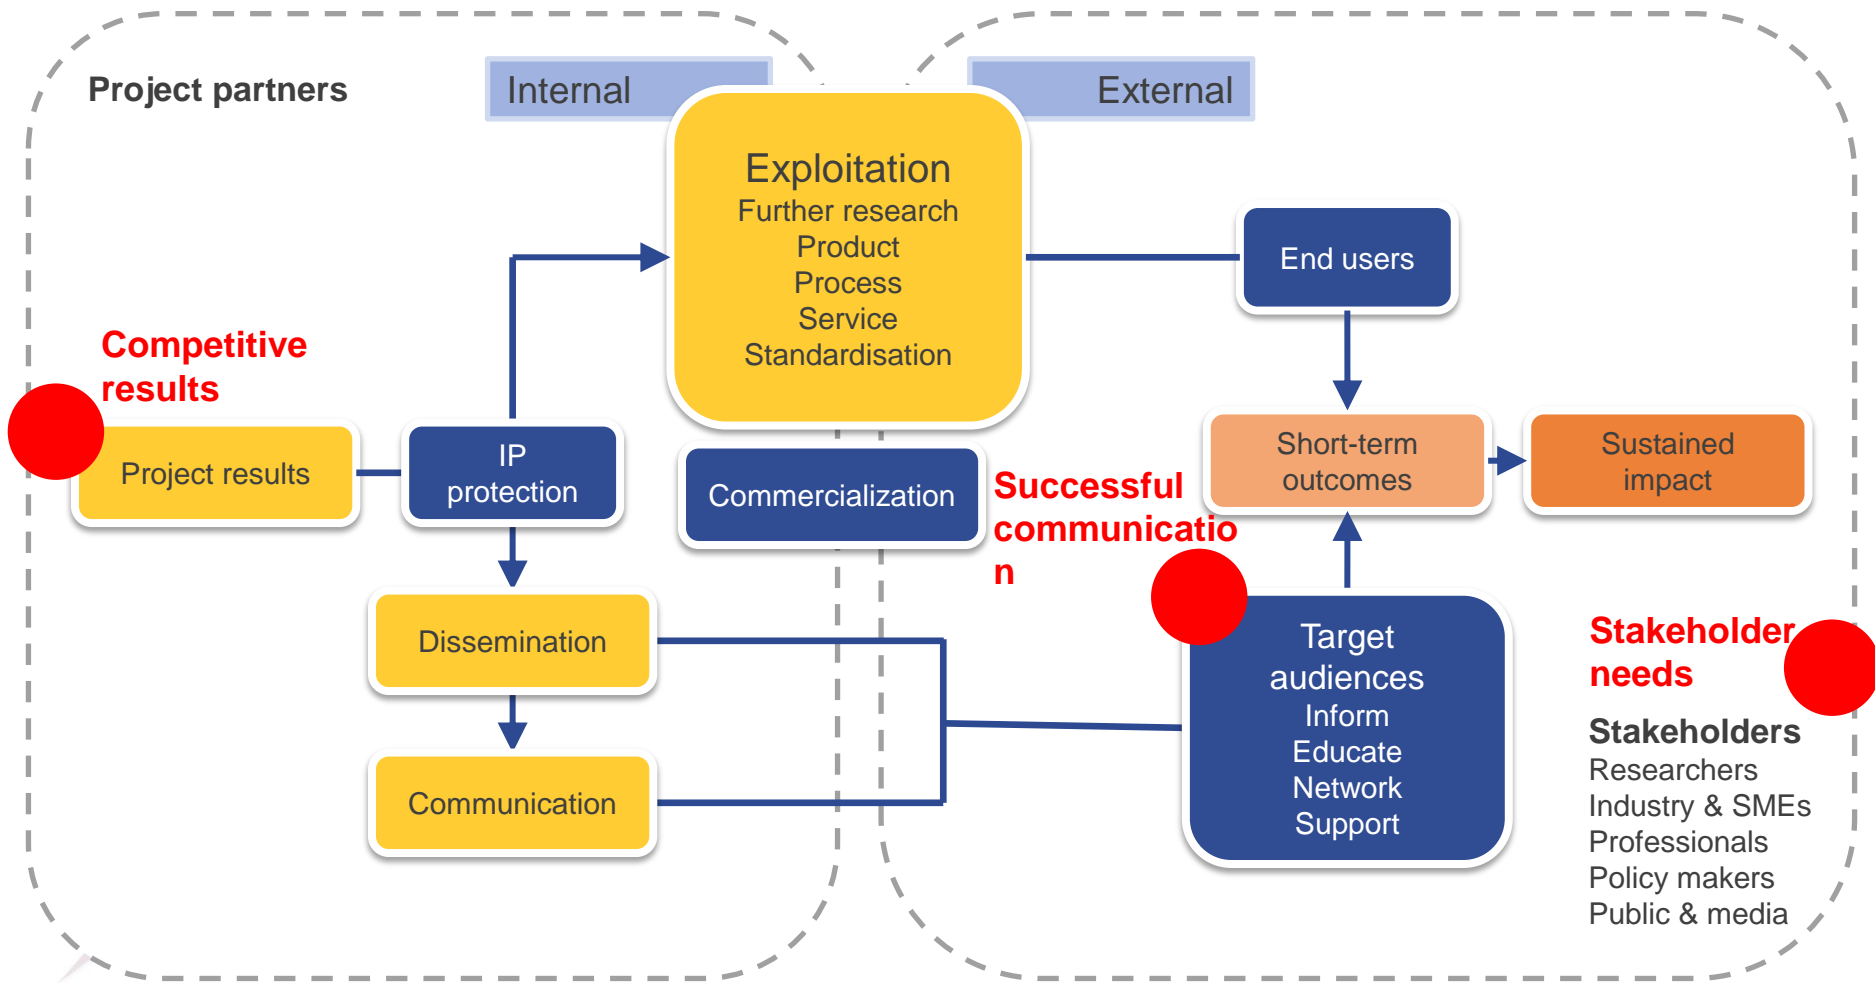 Project partners
Internal
External
Exploitation
Further research
Product
Process
Service
Standardisation
End users
Competitive
results
Project results
IP
protection
Commercialization
Successful
communicatio
n
Short-term
outcomes
Sustained
impact
Dissemination
Communication
Target
audiences
Inform
Educate
Network
Support
Stakeholder
needs
Stakeholders
Researchers
Industry & SMEs
Professionals
Policy makers
Public & media